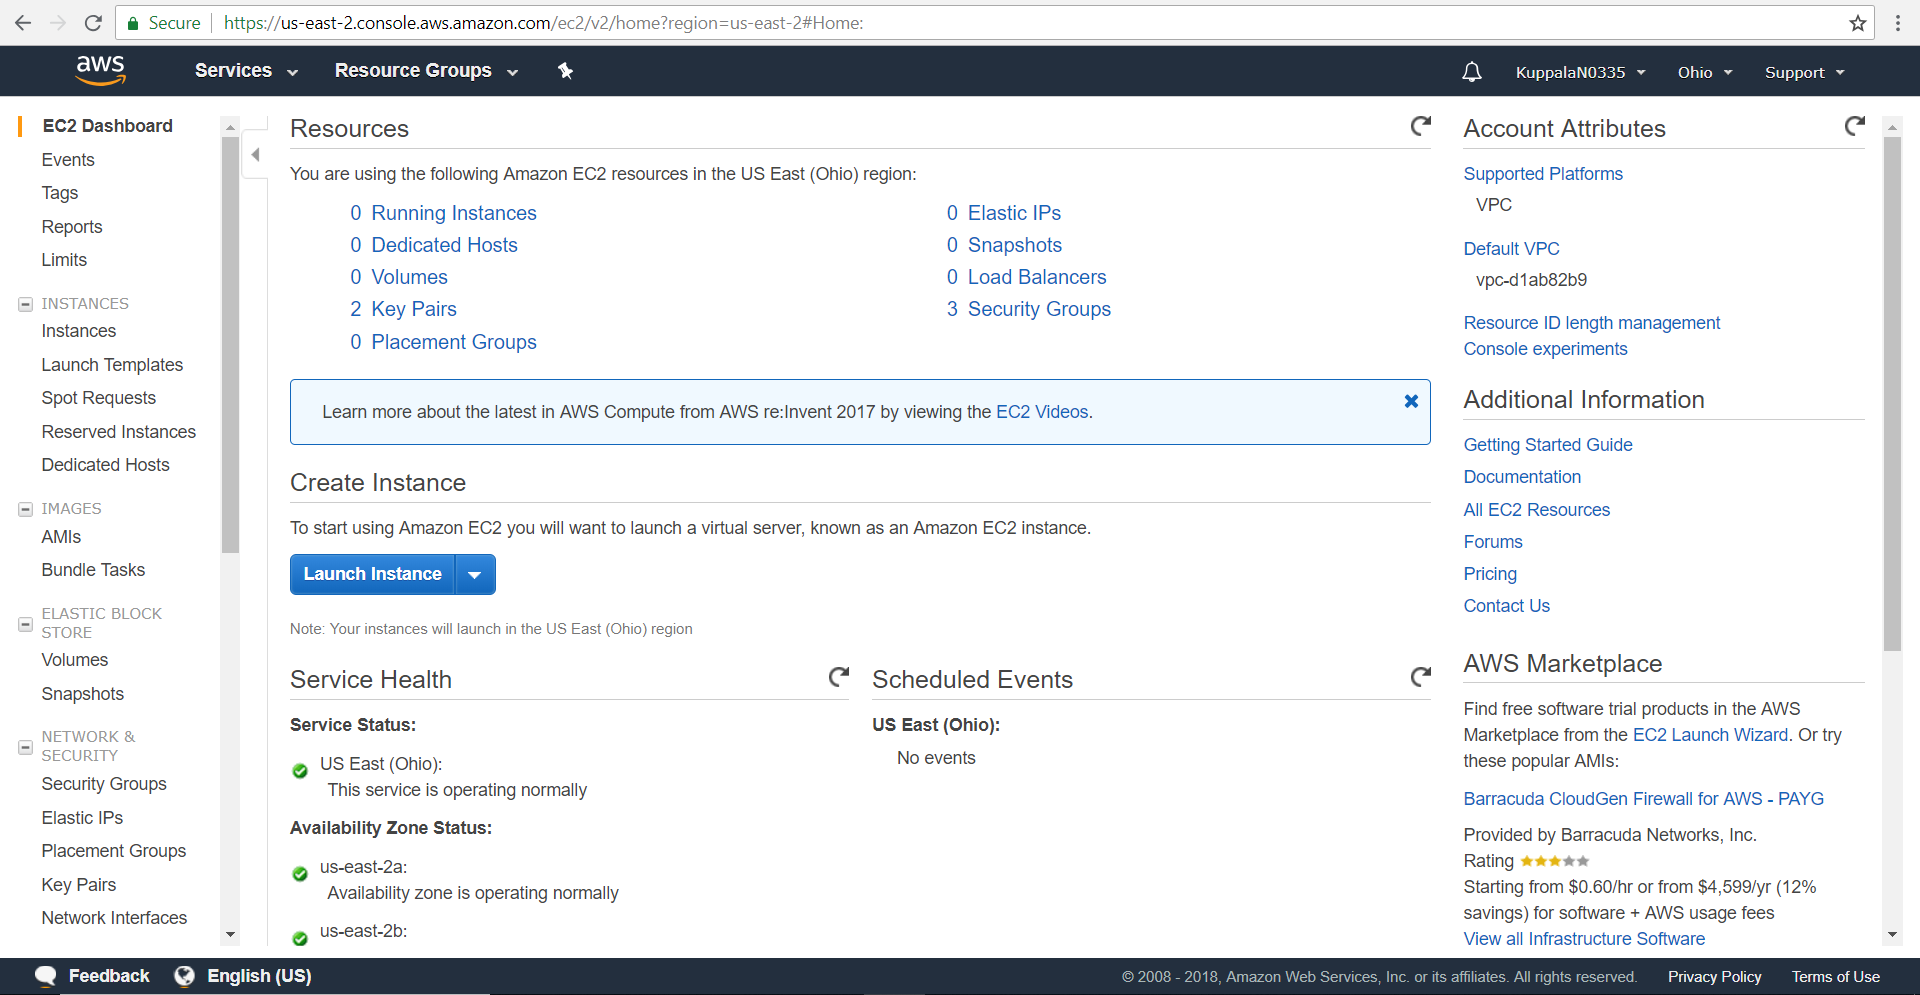 Secure https://us-east-2.console.aws.amazon.com/ec2/v2/home?region=us-east-2#Home:
aws Services Resource Groups KuppalaN0335 Ohio Support
EC2 Dashboard
Events
Tags
Reports
Limits
INSTANCES
Instances
Launch Templates
Spot Requests
Reserved Instances
Dedicated Hosts
IMAGES
AMIs
Bundle Tasks
ELASTIC BLOCK
STORE
Volumes
Snapshots
NETWORK &
SECURITY
Security Groups
Elastic IPs
Placement Groups
Key Pairs
Network Interfaces
Resources
You are using the following Amazon EC2 resources in the US East (Ohio) region:
0 Running Instances
0 Dedicated Hosts
0 Volumes
2 Key Pairs
0 Placement Groups
0 Elastic IPs
0 Snapshots
0 Load Balancers
3 Security Groups
Learn more about the latest in AWS Compute from AWS re:Invent 2017 by viewing the EC2 Videos.
Create Instance
To start using Amazon EC2 you will want to launch a virtual server, known as an Amazon EC2 instance.
Launch Instance
Note: Your instances will launch in the US East (Ohio) region
Service Health
Service Status:
US East (Ohio):
This service is operating normally
Availability Zone Status:
us-east-2a:
Availability zone is operating normally
us-east-2b:
Scheduled Events
US East (Ohio):
No events
Account Attributes
Supported Platforms
VPC
Default VPC
vpc-d1ab82b9
Resource ID length management
Console experiments
Additional Information
Getting Started Guide
Documentation
All EC2 Resources
Forums
Pricing
Contact Us
AWS Marketplace
Find free software trial products in the AWS
Marketplace from the EC2 Launch Wizard. Or try
these popular AMIs:
Barracuda CloudGen Firewall for AWS - PAYG
Provided by Barracuda Networks, Inc.
Rating
Starting from $0.60/hr or from $4,599/yr (12%
savings) for software + AWS usage fees
View all Infrastructure Software
Feedback English (US) © 2008 - 2018, Amazon Web Services, Inc. or its affiliates. All rights reserved. Privacy Policy Terms of Use